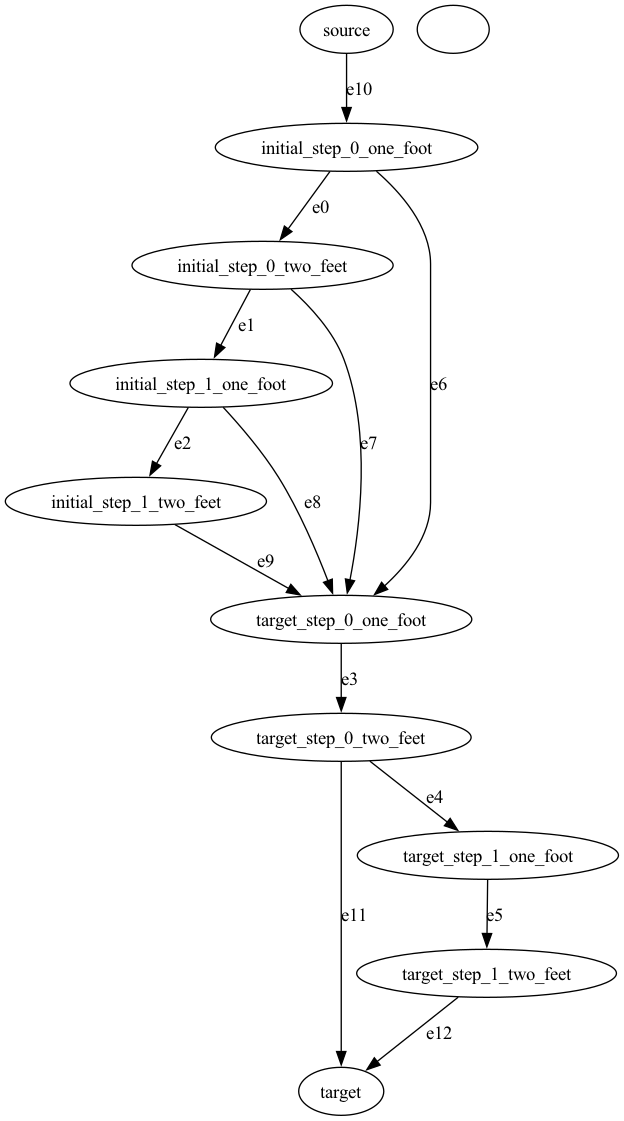 source
e10
initial_step_0_one_foot
e0
initial_step_0_two_feet
e1
initial_step_1_one_foot
e6
e2
e7
initial_step_1_two_feet
e8
e9
target_step_0_one_foot
e3
target_step_0_two_feet
e4
target_step_1_one_foot
e11
e5
target_step_1_two_feet
e12
target